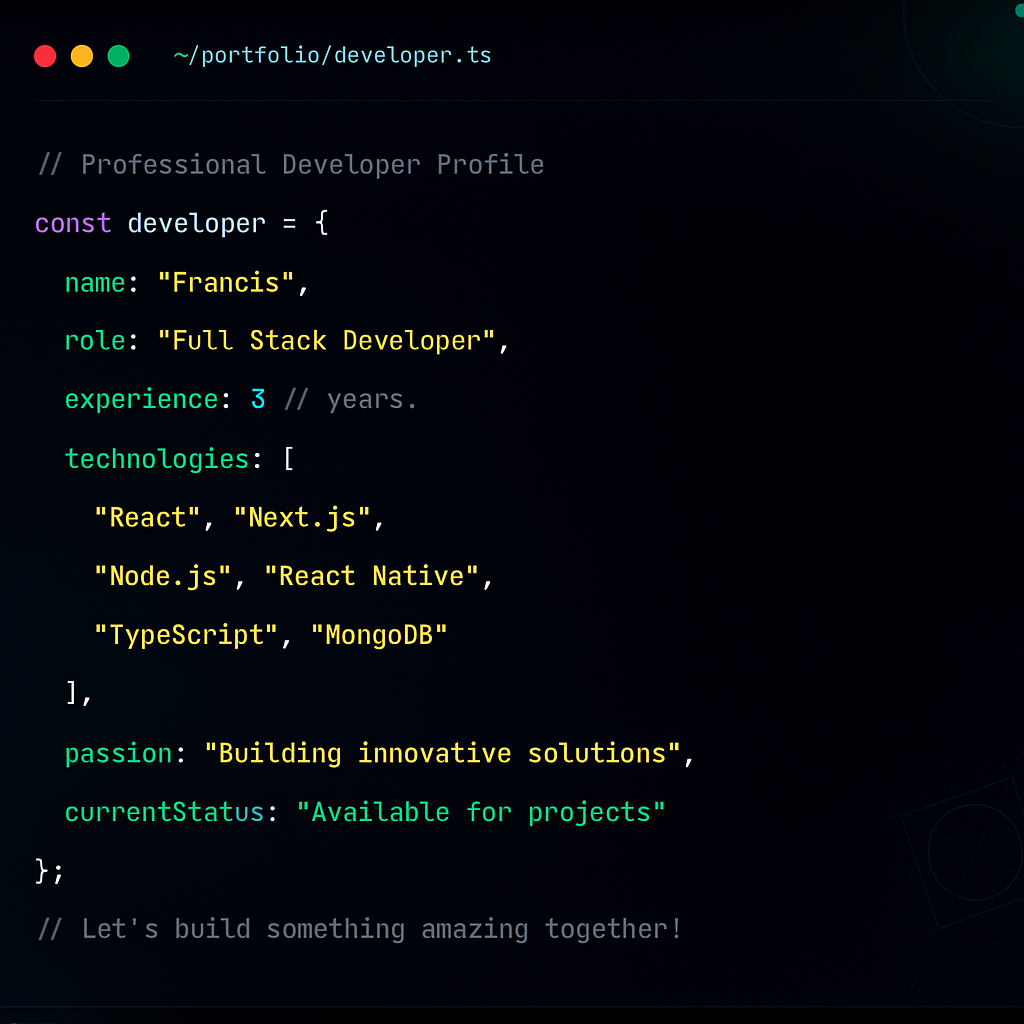 ~/portfolio/developer.ts
// Professional Developer Profile
const developer = {
name: "Francis",
role: "Full Stack Developer",
experience: 3 // years.
technologies: [
"React", "Next.js",
"Node.js", "React Native",
"TypeScript", "MongoDB"
],
passion: "Building innovative solutions",
currentStatus: "Available for projects"
};
// Let's build something amazing together!